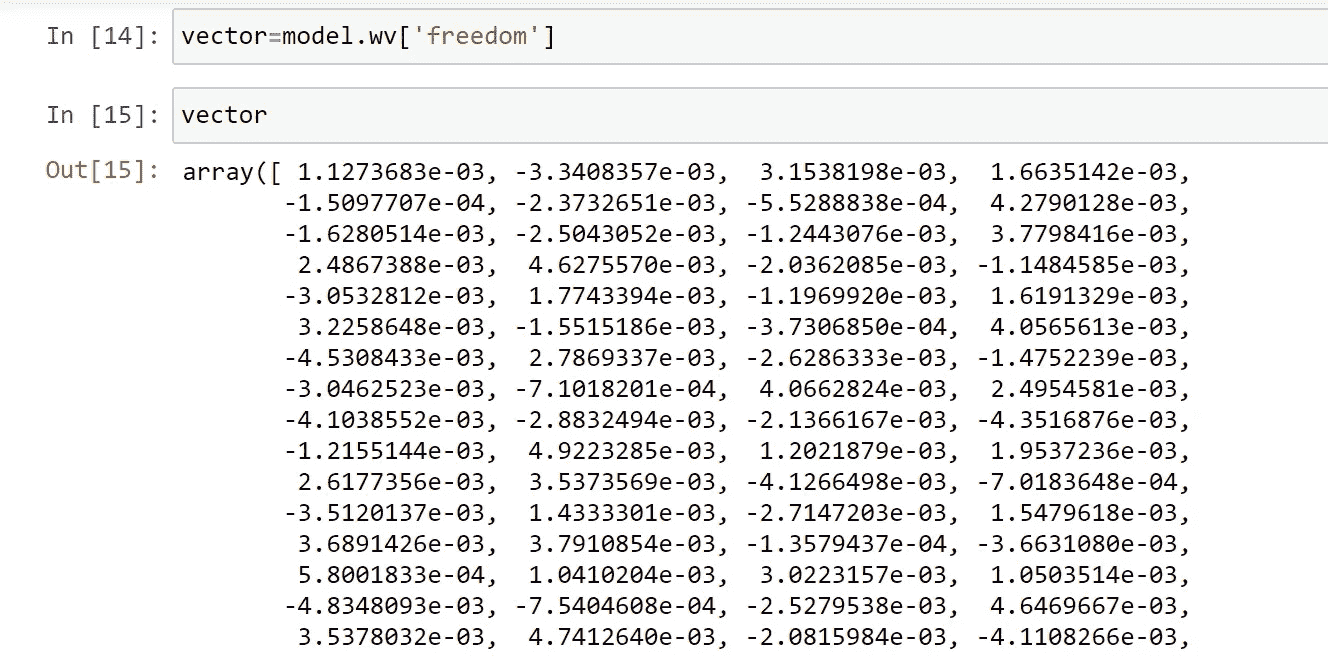 In [14]: vector=model.wv['freedom']
In [15]: vector
Out[15]: array([ 1.1273683e-03, -3.3408357e-03,  3.1538198e-03,  1.6635142e-03,
-1.5097707e-04, -2.3732651e-03, -5.5288838e-04,  4.2790128e-03,
-1.6280514e-03, -2.5043052e-03, -1.2443076e-03,  3.7798416e-03,
2.4867388e-03,  4.6275570e-03, -2.0362085e-03, -1.1484585e-03,
-3.0532812e-03,  1.7743394e-03, -1.1969920e-03,  1.6191329e-03,
3.2258648e-03, -1.5515186e-03, -3.7306850e-04,  4.0565613e-03,
-4.5308433e-03,  2.7869337e-03, -2.6286333e-03, -1.4752239e-03,
-3.0462523e-03, -7.1018201e-04,  4.0662824e-03,  2.4954581e-03,
-4.1038552e-03, -2.8832494e-03, -2.1366167e-03, -4.3516876e-03,
-1.2155144e-03,  4.9223285e-03,  1.2021879e-03,  1.9537236e-03,
2.6177356e-03,  3.5373569e-03, -4.1266498e-03, -7.0183648e-04,
-3.5120137e-03,  1.4333301e-03, -2.7147203e-03,  1.5479618e-03,
3.6891426e-03,  3.7910854e-03, -1.3579437e-04, -3.6631080e-03,
5.8001833e-04,  1.0410204e-03,  3.0223157e-03,  1.0503514e-03,
-4.8348093e-03, -7.5404608e-04, -2.5279538e-03,  4.6469667e-03,
3.5378032e-03,  4.7412640e-03, -2.0815984e-03, -4.1108266e-03,